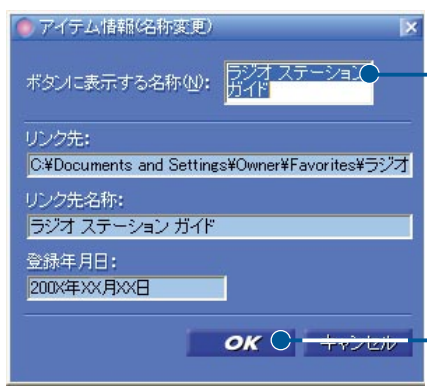 アイテム情報(名称変更)
ボタンに表示する名称(N):
ラジオ ステーション
ガイド
リンク先:
C:¥Documents and Settings¥Owner¥Favorites¥ラジオ
リンク先名称:
ラジオ ステーション ガイド
登録年月日:
200X年XX月XX日
OK
キャンセル